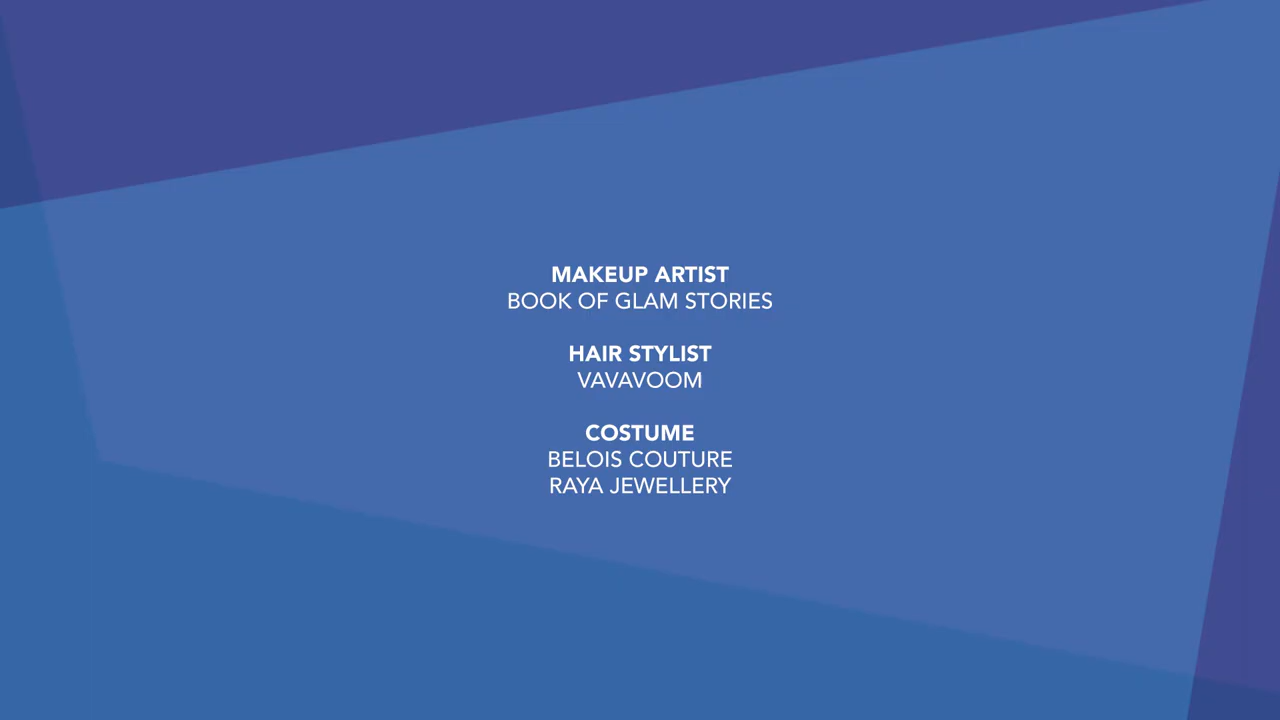 MAKEUP ARTIST
BOOK OF GLAM STORIES
HAIR STYLIST
VAVAVOOM
COSTUME
BELOIS COUTURE
RAYA JEWELLERY